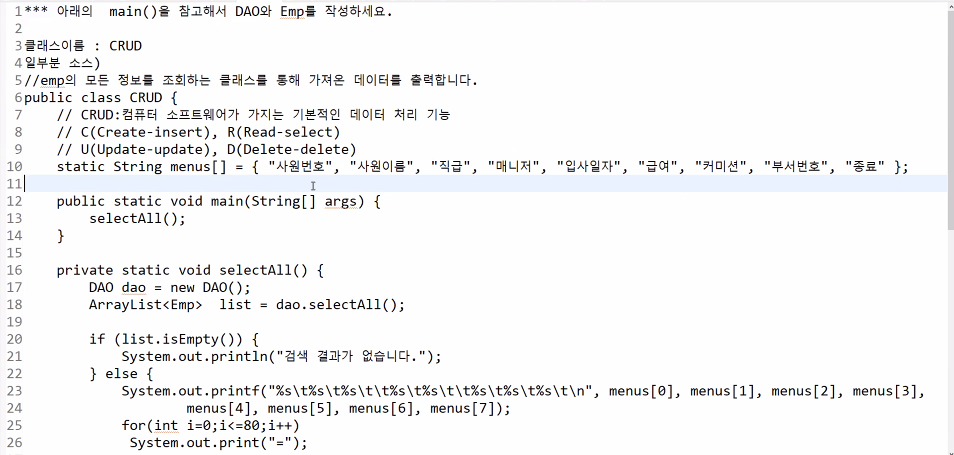 1*** 아래의  main()을 참고해서 DAO와 Emp를 작성하세요.
2
3클래스이름 : CRUD
4일부분 소스)
5//emp의 모든 정보를 조회하는 클래스를 통해 가져온 데이터를 출력합니다.
6public class CRUD {
7    // CRUD:컴퓨터 소프트웨어가 가지는 기본적인 데이터 처리 기능
8    // C(Create-insert), R(Read-select)
9    // U(Update-update), D(Delete-delete)
10    static String menus[] = { "사원번호", "사원이름", "직급", "매니저", "입사일자", "급여", "커미션", "부서번호", "종료" };
11
12    public static void main(String[] args) {
13        selectAll();
14    }
15
16    private static void selectAll() {
17        DAO dao = new DAO();
18        ArrayList<Emp>  list = dao.selectAll();
19
20        if (list.isEmpty()) {
21            System.out.println("검색 결과가 없습니다.");
22        } else {
23            System.out.printf("%s\t%s\t%s\t\t%s\t%s\t\t%s\t%s\t%s\t\n", menus[0], menus[1], menus[2], menus[3],
24                    menus[4], menus[5], menus[6], menus[7]);
25            for(int i=0;i<=80;i++)
26             System.out.print("=");